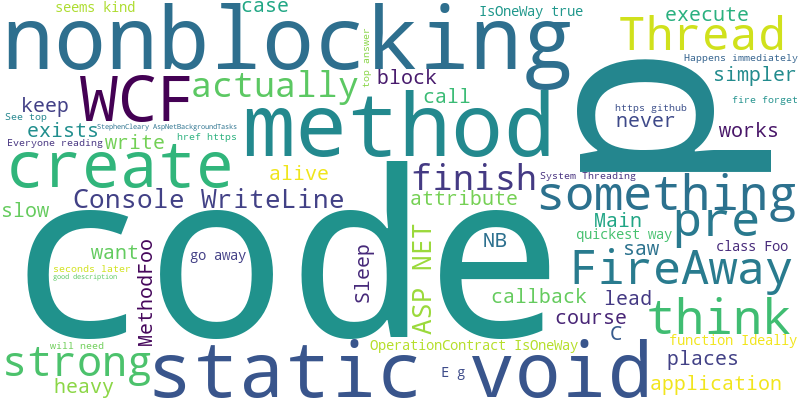 seems kind
case
IsOneWay true
execute
nonblocking
Thread
top answer
Happens immediately
simpler
block
actually
WCF
call
keep
fire forget
https github
never
p
method
works
See top
StephenCleary AspNetBackgroundTasks
exists
href https
write
Everyone reading
create
alive
finish
System Threading
something
Console WriteLine
attribute
slow
Main
pre
quickest way
code
NB
saw
class Foo
want
go away
Sleep
MethodFoo
ASP NET
FireAway
seconds later
good description
callback
lead
course
think
C
will need
function Ideally
strong
OperationContract IsOneWay
places
static void
E g
heavy
application